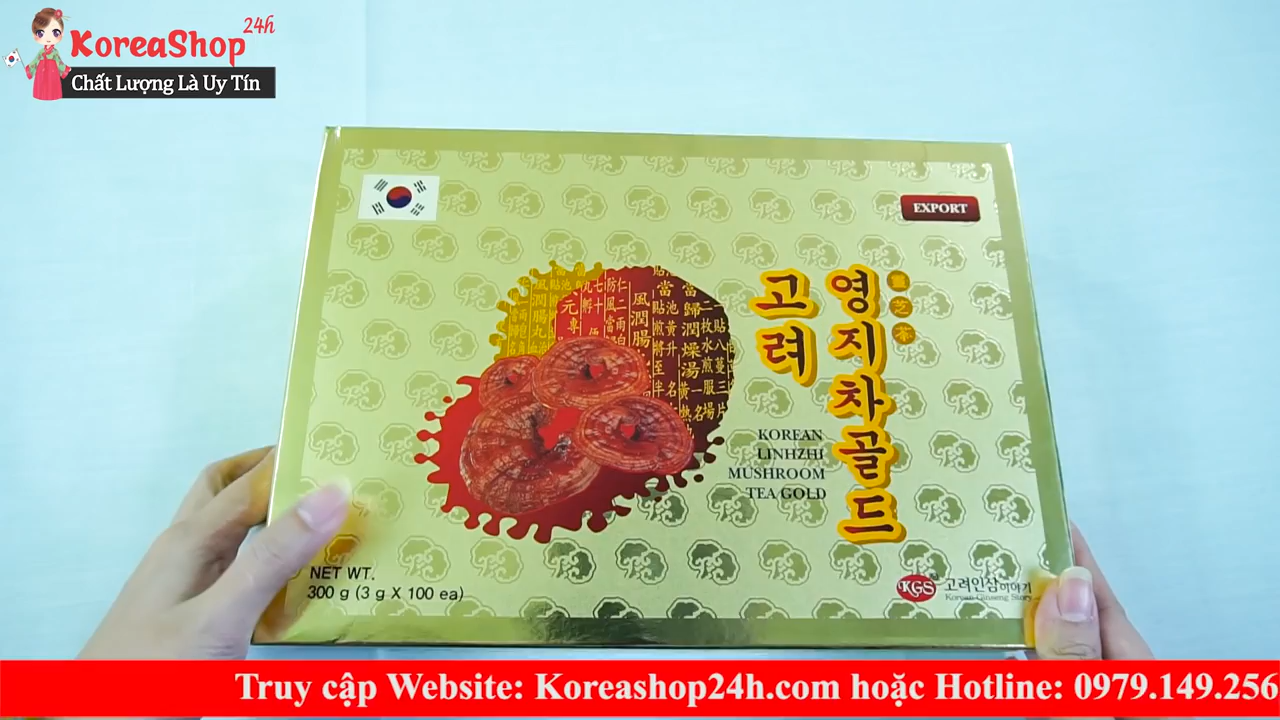 KoreaShop 24h
Chất Lượng Là Uy Tín
EXPORT
고려
영지차골드
靈芝茶
KOREAN
LINHZHI
MUSHROOM
TEA GOLD
NET WT.
300 g (3 g X 100 ea)
KGS 고려인삼이야기
Korean Ginseng Story
Truy cập Website: Koreashop24h.com hoặc Hotline: 0979.149.256